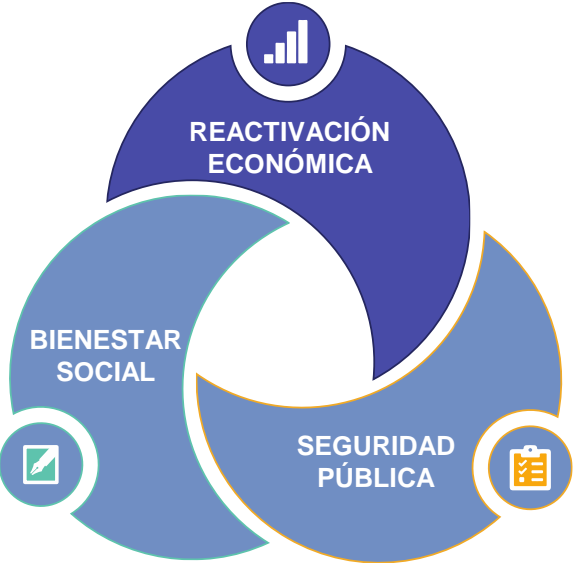 REACTIVACIÓN
ECONÓMICA
BIENESTAR
SOCIAL
SEGURIDAD
PÚBLICA